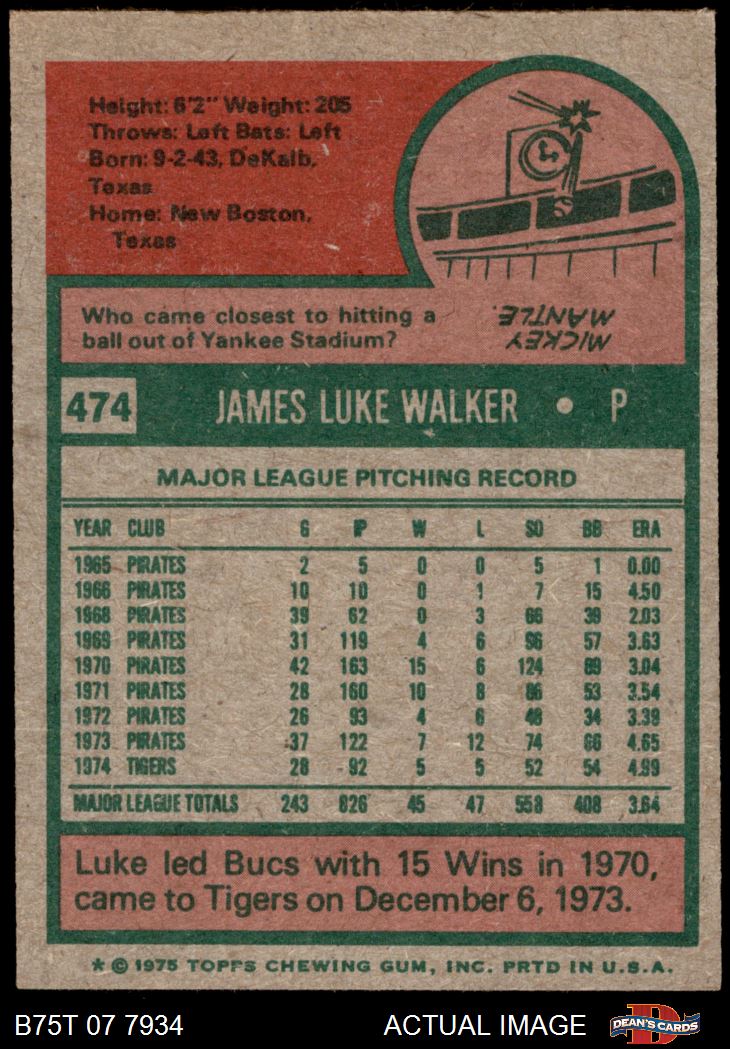 Height: 6'2" Weight: 205
Throws: Left Bats: Left
Born: 9-2-43, DeKalb,
Texas
Home: New Boston,
Texas
Who came closest to hitting a
ball out of Yankee Stadium?
MICKEY
MANTLE.
474 JAMES LUKE WALKER • P
MAJOR LEAGUE PITCHING RECORD
YEAR CLUB G IP W L SO BB ERA
1965 PIRATES 2 5 0 0 5 1 0.00
1966 PIRATES 10 10 0 1 7 15 4.50
1968 PIRATES 39 62 0 3 66 39 2.03
1969 PIRATES 31 119 4 6 96 57 3.63
1970 PIRATES 42 163 15 6 124 89 3.04
1971 PIRATES 28 160 10 8 86 53 3.54
1972 PIRATES 26 93 4 6 48 34 3.39
1973 PIRATES 37 122 7 12 74 66 4.65
1974 TIGERS 28 92 5 5 52 54 4.99
MAJOR LEAGUE TOTALS 243 826 45 47 558 408 3.64
Luke led Bucs with 15 Wins in 1970,
came to Tigers on December 6, 1973.
* © 1975 TOPPS CHEWING GUM, INC. PRTD IN U.S.A.
B75T 07 7934 ACTUAL IMAGE DEAN'S CARDS